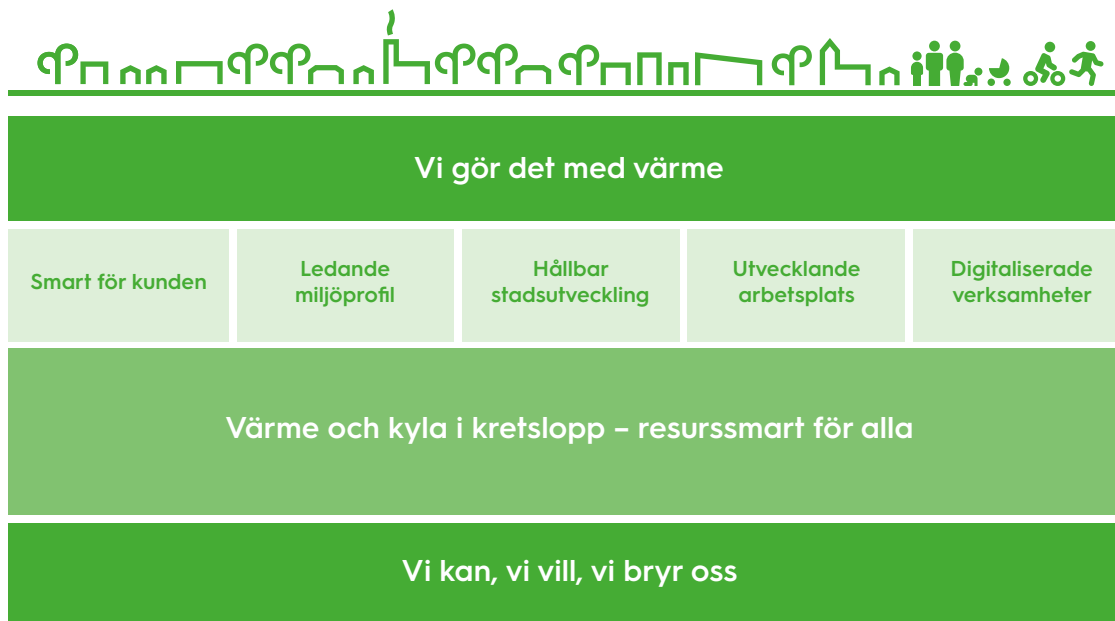 Vi gör det med värme
Smart för kunden
Ledande
miljöprofil
Hållbar
stadsutveckling
Utvecklande
arbetsplats
Digitaliserade
verksamheter
Värme och kyla i kretslopp – resurssmart för alla
Vi kan, vi vill, vi bryr oss